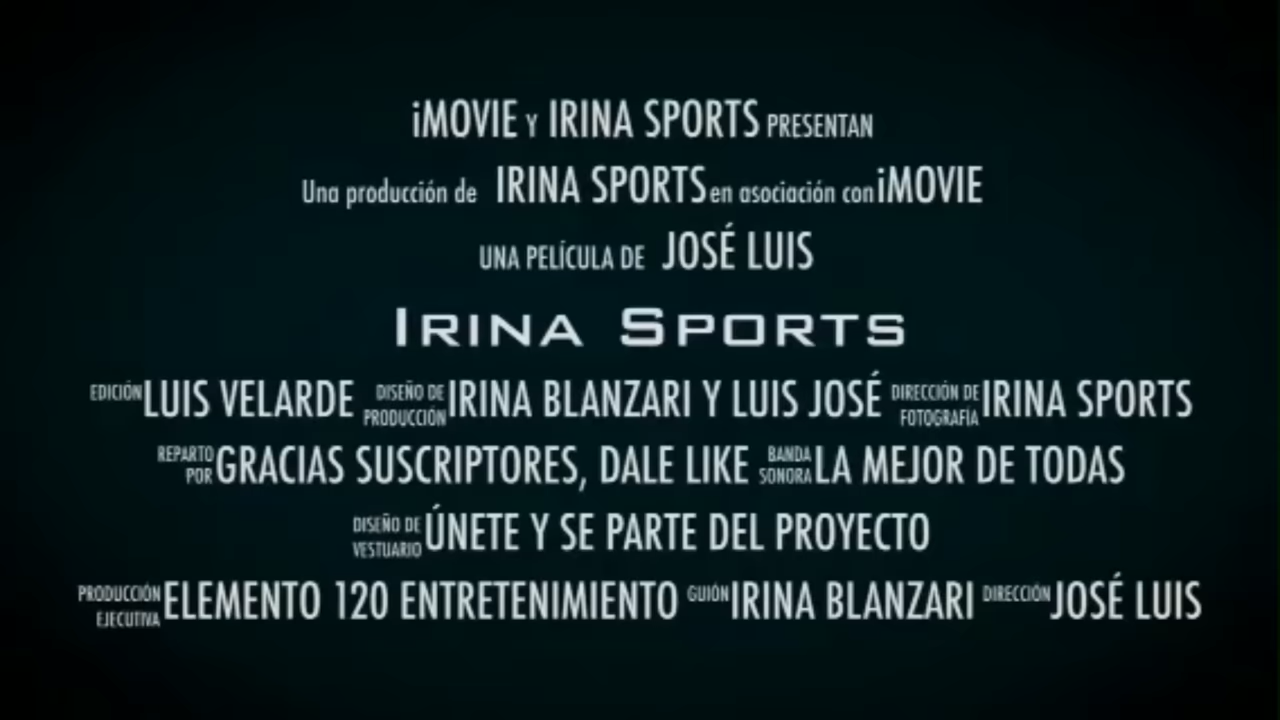 iMOVIE Y IRINA SPORTS PRESENTAN
Una producción de IRINA SPORTS en asociación con iMOVIE
UNA PELÍCULA DE JOSÉ LUIS
IRINA SPORTS
EDICIÓN LUIS VELARDE DISEÑO DE PRODUCCIÓN IRINA BLANZARI Y LUIS JOSÉ DIRECCIÓN DE FOTOGRAFÍA IRINA SPORTS
REPARTO POR GRACIAS SUSCRIPTORES, DALE LIKE BANDA SONORA LA MEJOR DE TODAS
DISEÑO DE VESTUARIO ÚNETE Y SE PARTE DEL PROYECTO
PRODUCCIÓN EJECUTIVA ELEMENTO 120 ENTRETENIMIENTO GUIÓN IRINA BLANZARI DIRECCIÓN JOSÉ LUIS